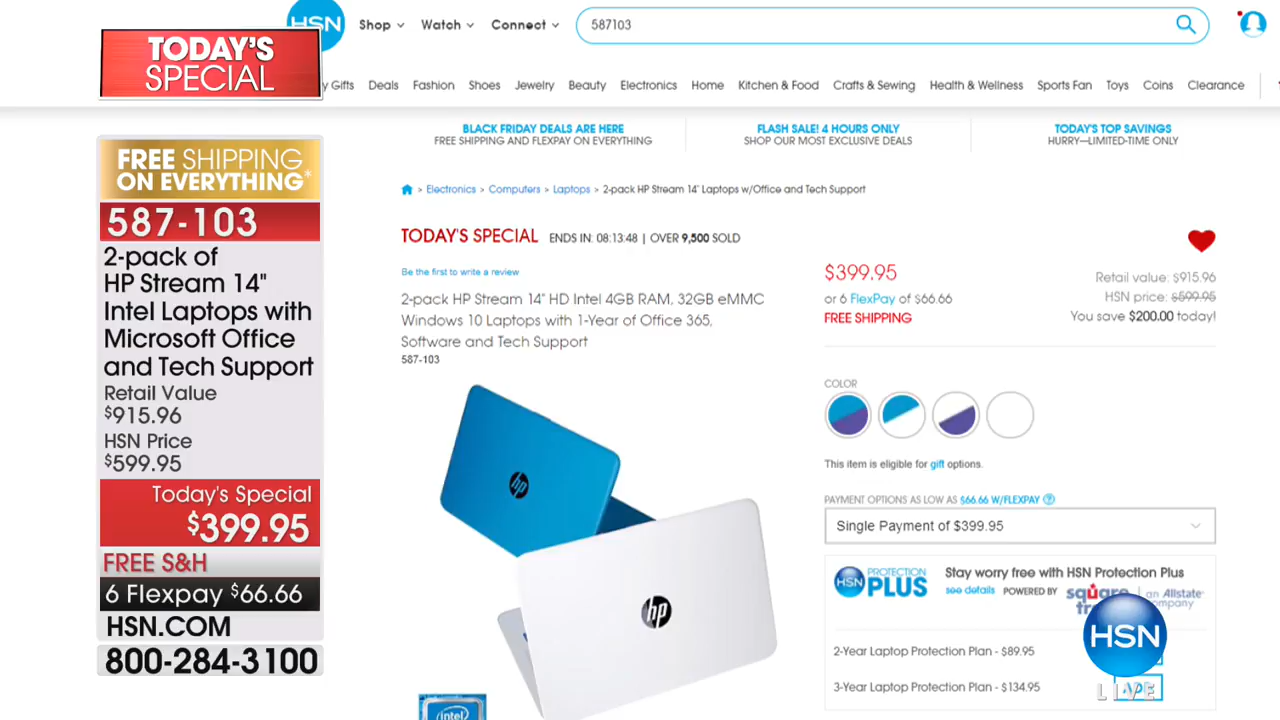 TODAY'S
SPECIAL
FREE SHIPPING
ON EVERYTHING*
587-103
2-pack of
HP Stream 14"
Intel Laptops with
Microsoft Office
and Tech Support
Retail Value
$915.96
HSN Price
$599.95
Today's Special
$399.95
FREE S&H
6 Flexpay $66.66
HSN.COM
800-284-3100
HSN Shop Watch Connect 587103
Gifts Deals Fashion Shoes Jewelry Beauty Electronics Home Kitchen & Food Crafts & Sewing Health & Wellness Sports Fan Toys Coins Clearance
BLACK FRIDAY DEALS ARE HERE
FREE SHIPPING AND FLEXPAY ON EVERYTHING
FLASH SALE! 4 HOURS ONLY
SHOP OUR MOST EXCLUSIVE DEALS
TODAY'S TOP SAVINGS
HURRY—LIMITED-TIME ONLY
> Electronics > Computers > Laptops > 2-pack HP Stream 14" Laptops w/Office and Tech Support
TODAY'S SPECIAL ENDS IN: 08:13:48 | OVER 9,500 SOLD
Be the first to write a review
2-pack HP Stream 14" HD Intel 4GB RAM, 32GB eMMC
Windows 10 Laptops with 1-Year of Office 365,
Software and Tech Support
587-103
hp
hp
intel
$399.95
or 6 FlexPay of $66.66
FREE SHIPPING
Retail value: $915.96
HSN price: $599.95
You save $200.00 today!
COLOR
This item is eligible for gift options.
PAYMENT OPTIONS AS LOW AS $66.66 W/FLEXPAY ?
Single Payment of $399.95
HSN PROTECTION
PLUS
Stay worry free with HSN Protection Plus
see details POWERED BY
an Allstate
company
2-Year Laptop Protection Plan - $89.95
3-Year Laptop Protection Plan - $134.95
HSN
LIVE